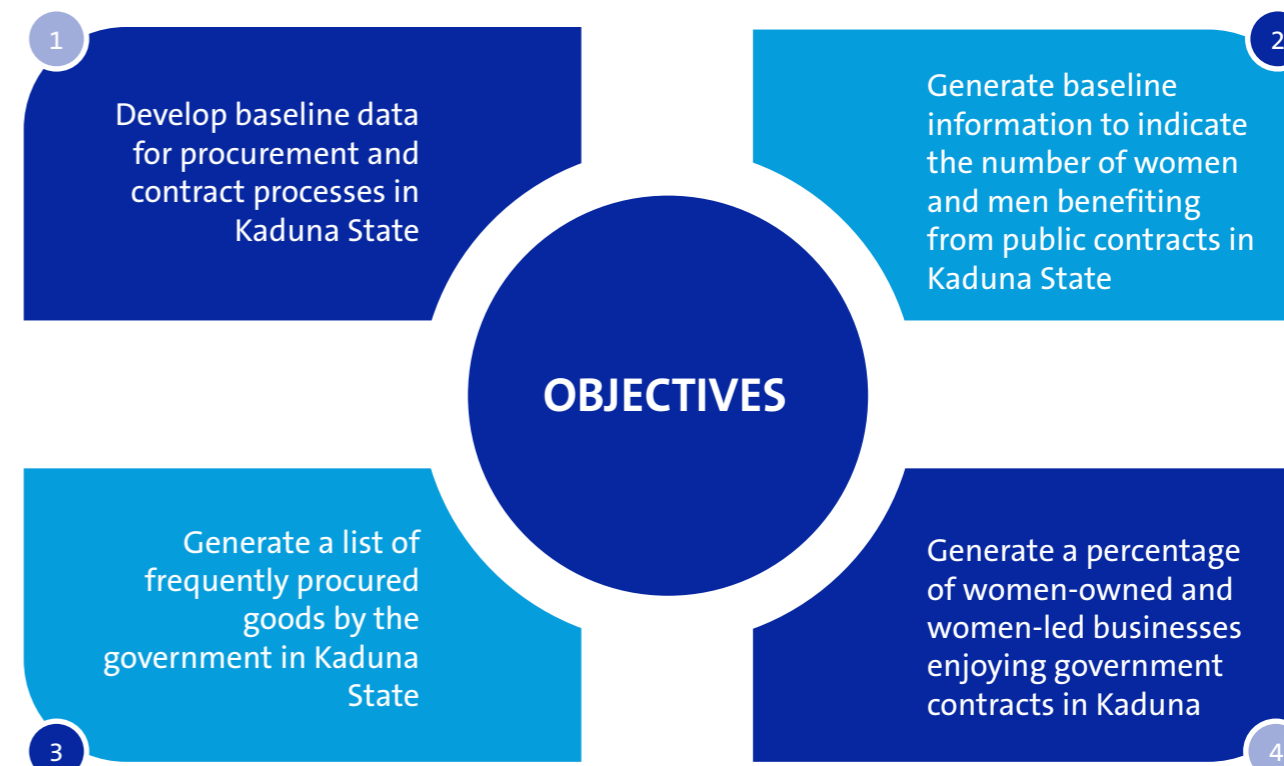 1
Develop baseline data
for procurement and
contract processes in
Kaduna State
2
Generate baseline
information to indicate
the number of women
and men benefiting
from public contracts in
Kaduna State
OBJECTIVES
Generate a list of
frequently procured
goods by the
government in Kaduna
State
3
Generate a percentage
of women-owned and
women-led businesses
enjoying government
contracts in Kaduna
4